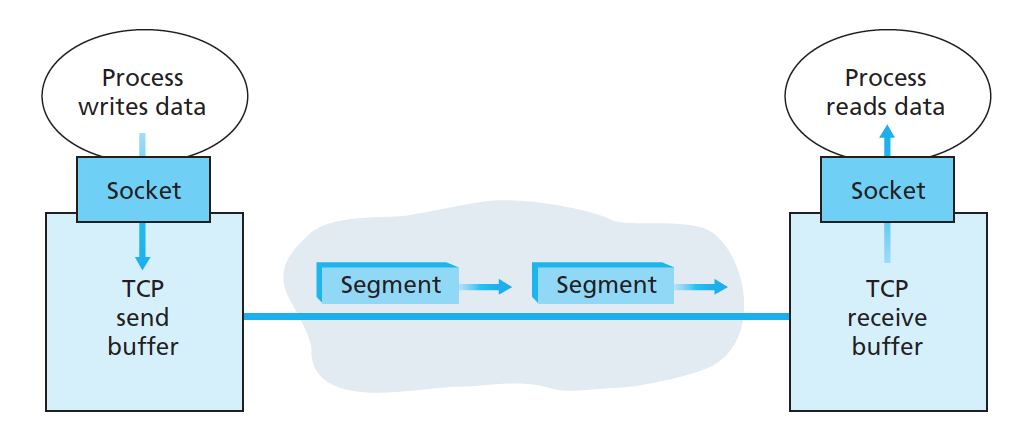 Process
writes data
Socket
TCP
send
buffer
Segment
Segment
Process
reads data
Socket
TCP
receive
buffer